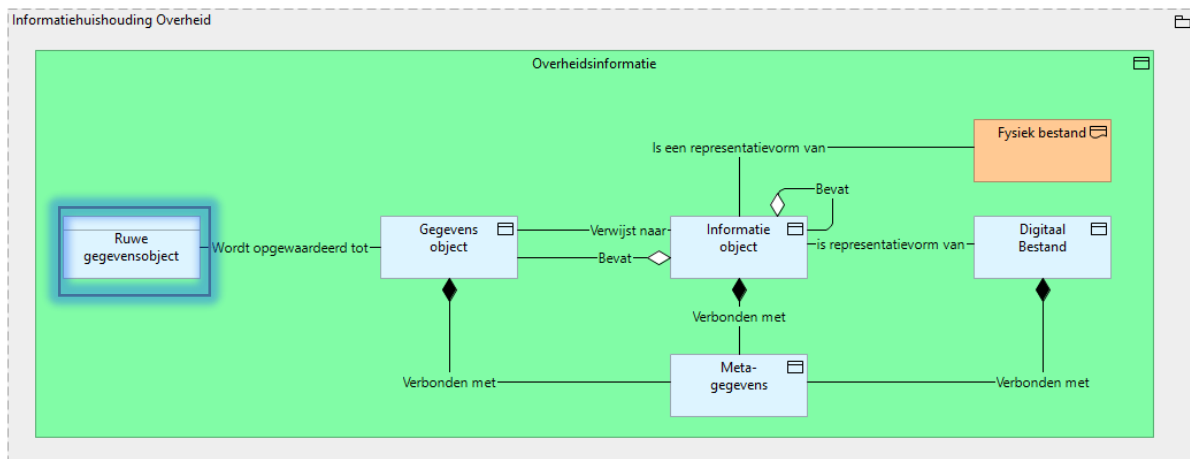 Informatiehuishouding Overheid
Overheidsinformatie
Fysiek bestand
Is een representatievorm van
Bevat
Ruwe
gegevensobject
Wordt opgewaardeerd tot
Gegevens
object
Verwijst naar
Bevat
Informatie
object
is representatievorm van
Digitaal
Bestand
Verbonden met
Verbonden met
Meta-
gegevens
Verbonden met